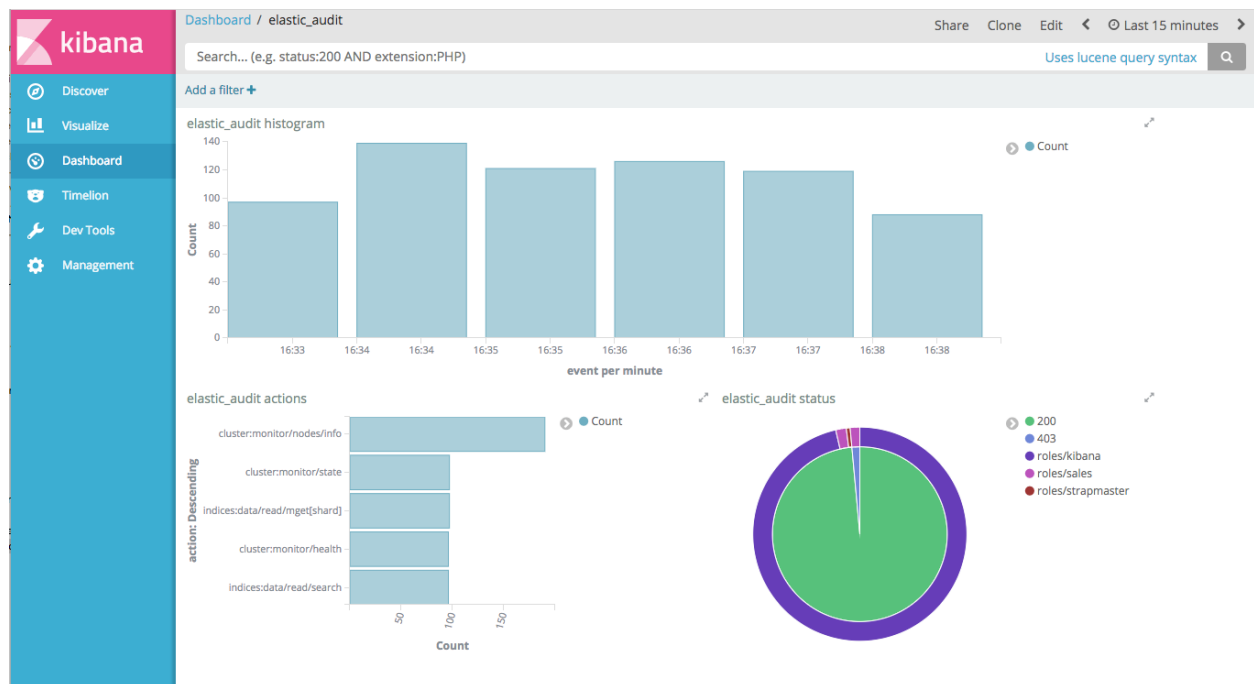 kibana
Discover
Visualize
Dashboard
Timelion
Dev Tools
Management
Dashboard / elastic_audit
Share Clone Edit Last 15 minutes
Search... (e.g. status:200 AND extension:PHP) Uses lucene query syntax
Add a filter +
elastic_audit histogram
Count
140
120
100
80
60
40
20
0
Count
16:33 16:34 16:34 16:35 16:35 16:36 16:36 16:37 16:37 16:38 16:38
event per minute
elastic_audit actions
Count
action: Descending
cluster:monitor/nodes/info
cluster:monitor/state
indices:data/read/mget[shard]
cluster:monitor/health
indices:data/read/search
50 100 150
Count
elastic_audit status
200
403
roles/kibana
roles/sales
roles/strapmaster